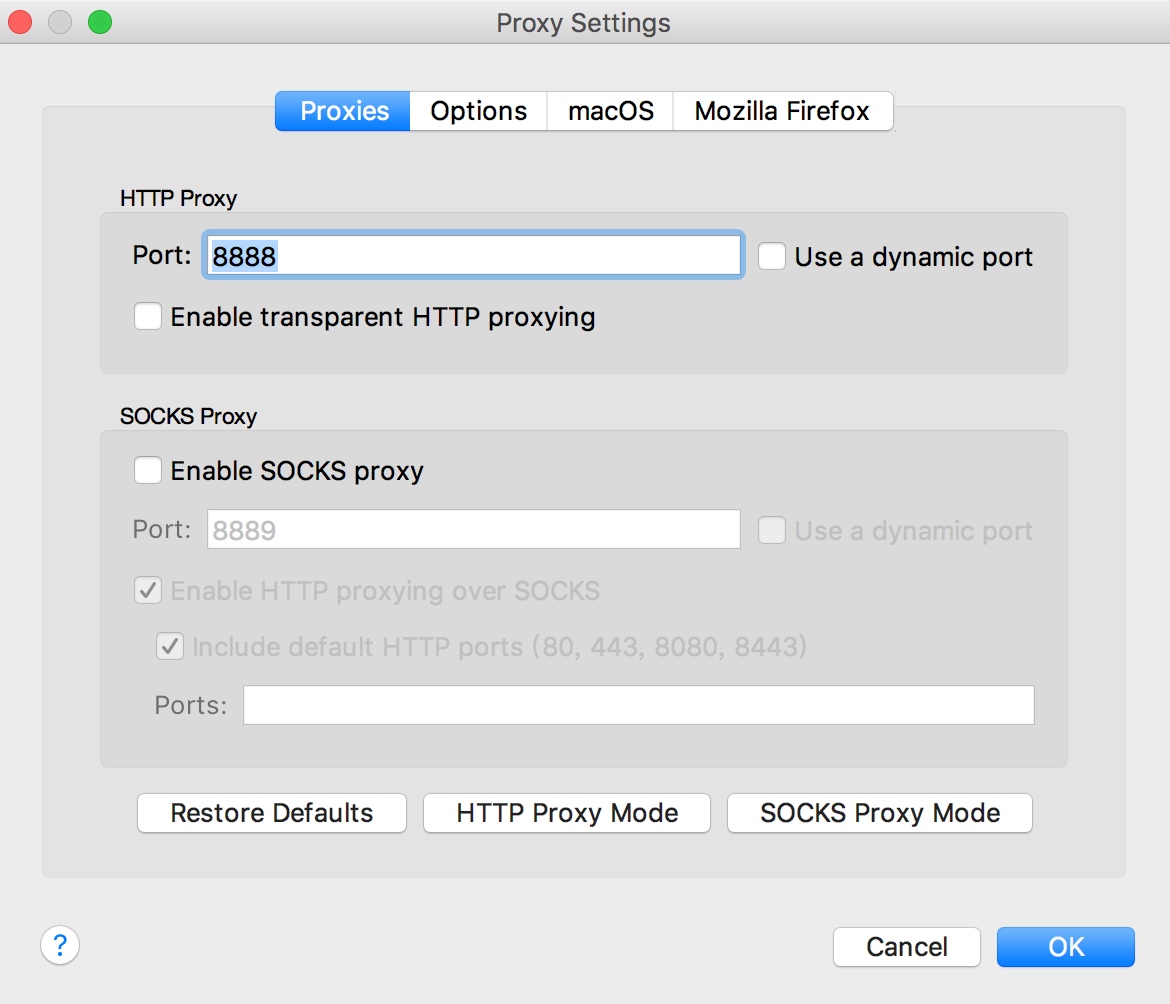 Proxy Settings
Proxies Options macOS Mozilla Firefox
HTTP Proxy
Port: 8888 Use a dynamic port
Enable transparent HTTP proxying
SOCKS Proxy
Enable SOCKS proxy
Port: 8889 Use a dynamic port
Enable HTTP proxying over SOCKS
Include default HTTP ports (80, 443, 8080, 8443)
Ports:
Restore Defaults HTTP Proxy Mode SOCKS Proxy Mode
? Cancel OK